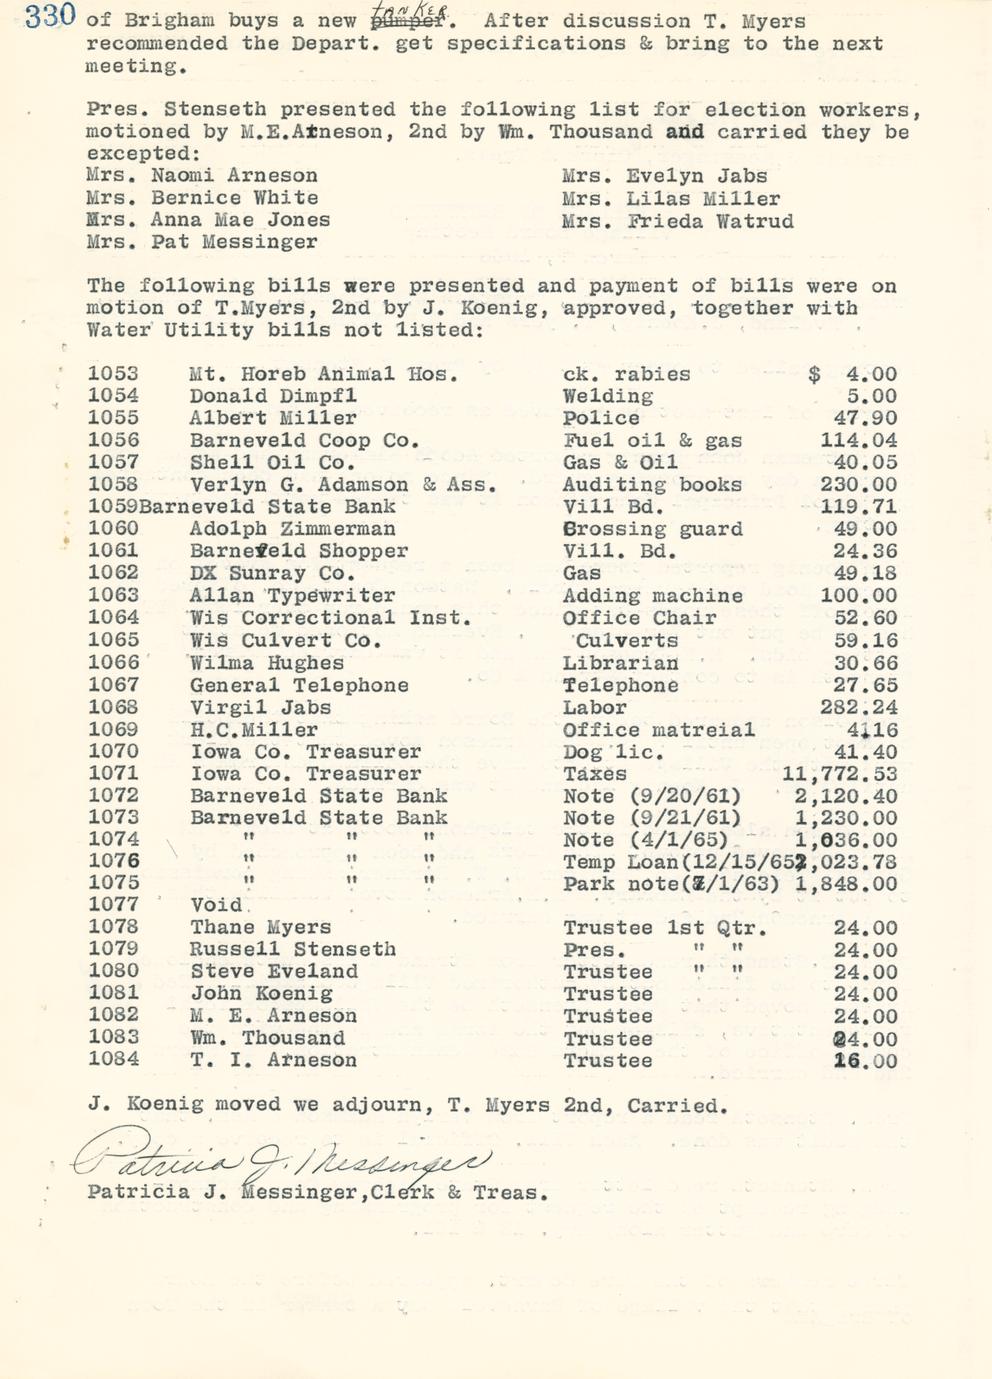 330
tanker
of Brigham buys a new pumper. After discussion T. Myers
recommended the Depart. get specifications & bring to the next
meeting.
Pres. Stenseth presented the following list for election workers,
motioned by M.E.Arneson, 2nd by Wm. Thousand and carried they be
excepted:
Mrs. Naomi Arneson Mrs. Evelyn Jabs
Mrs. Bernice White Mrs. Lilas Miller
Mrs. Anna Mae Jones Mrs. Frieda Watrud
Mrs. Pat Messinger
The following bills were presented and payment of bills were on
motion of T.Myers, 2nd by J. Koenig, approved, together with
Water Utility bills not listed:
1053 Mt. Horeb Animal Hos. ck. rabies $ 4.00
1054 Donald Dimpfl Welding 5.00
1055 Albert Miller Police 47.90
1056 Barneveld Coop Co. Fuel oil & gas 114.04
1057 Shell Oil Co. Gas & Oil 40.05
1058 Verlyn G. Adamson & Ass. Auditing books 230.00
1059Barneveld State Bank Vill Bd. 119.71
1060 Adolph Zimmerman Crossing guard 49.00
1061 Barneveld Shopper Vill. Bd. 24.36
1062 DX Sunray Co. Gas 49.18
1063 Allan Typewriter Adding machine 100.00
1064 Wis Correctional Inst. Office Chair 52.60
1065 Wis Culvert Co. Culverts 59.16
1066 Wilma Hughes Librarian 30.66
1067 General Telephone Telephone 27.65
1068 Virgil Jabs Labor 282.24
1069 H.C.Miller Office matreial 4.16
1070 Iowa Co. Treasurer Dog lic. 41.40
1071 Iowa Co. Treasurer Taxes 11,772.53
1072 Barneveld State Bank Note (9/20/61) 2,120.40
1073 Barneveld State Bank Note (9/21/61) 1,230.00
1074 " " " Note (4/1/65) 1,036.00
1076 " " " Temp Loan(12/15/652,023.78
1075 " " " Park note(7/1/63) 1,848.00
1077 Void
1078 Thane Myers Trustee 1st Qtr. 24.00
1079 Russell Stenseth Pres. " " 24.00
1080 Steve Eveland Trustee " " 24.00
1081 John Koenig Trustee 24.00
1082 M. E. Arneson Trustee 24.00
1083 Wm. Thousand Trustee 24.00
1084 T. I. Arneson Trustee 16.00
J. Koenig moved we adjourn, T. Myers 2nd, Carried.
Patricia J. Messinger
Patricia J. Messinger,Clerk & Treas.